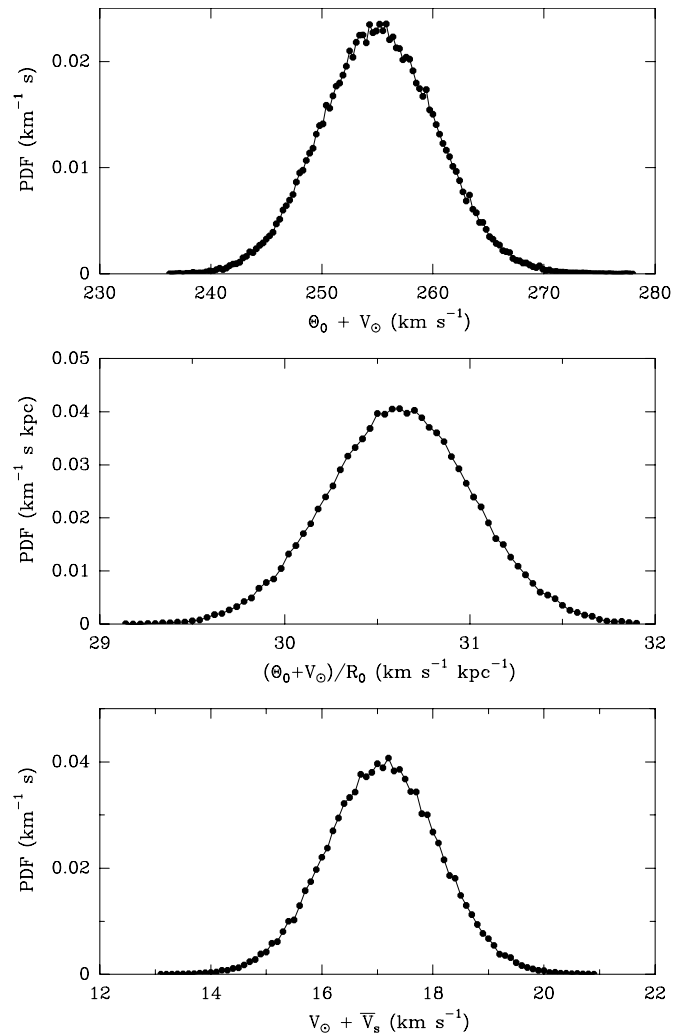 0.02
0.01
0
PDF (km⁻¹ s)
230 240 250 260 270 280
Θ₀ + V☉ (km s⁻¹)
0.05
0.04
0.03
0.02
0.01
0
PDF (km⁻¹ s kpc)
29 30 31 32
(Θ₀+V☉)/R₀ (km s⁻¹ kpc⁻¹)
0.04
0.02
0
PDF (km⁻¹ s)
12 14 16 18 20 22
V☉ + V̅ₛ (km s⁻¹)